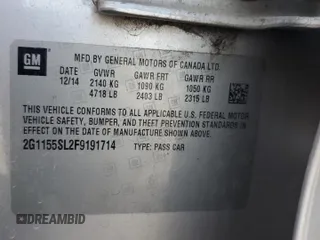 GM
MFD BY GENERAL MOTORS OF CANADA LTD.
DATE GVWR GAWR FRT GAWR RR
12/14 2140 KG 1090 KG 1050 KG
4718 LB 2403 LB 2315 LB
THIS VEHICLE CONFORMS TO ALL APPLICABLE U.S. FEDERAL MOTOR
VEHICLE SAFETY, BUMPER, AND THEFT PREVENTION STANDARDS IN
EFFECT ON THE DATE OF MANUFACTURE SHOWN ABOVE.
2G1155SL2F9191714 TYPE: PASS CAR
DREAMBID